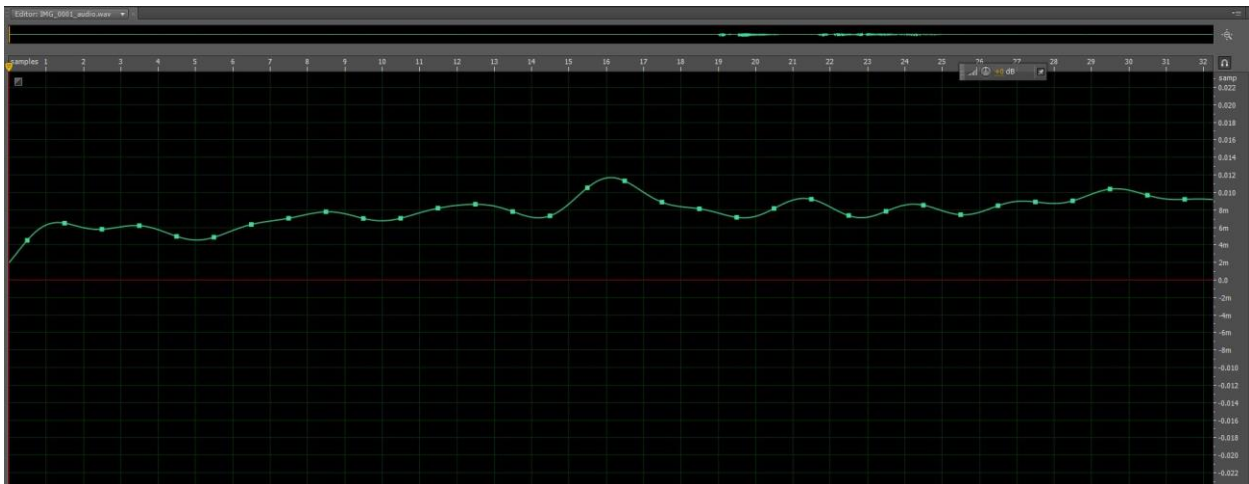 Editor: IMG_0001_audio.wav
samples 1 2 3 4 5 6 7 8 9 10 11 12 13 14 15 16 17 18 19 20 21 22 23 24 25 26 27 28 29 30 31 32
+0 dB
samp
0.022
0.020
0.018
0.016
0.014
0.012
0.010
8m
6m
4m
2m
0.0
-2m
-4m
-6m
-8m
-0.010
-0.012
-0.014
-0.016
-0.018
-0.020
-0.022